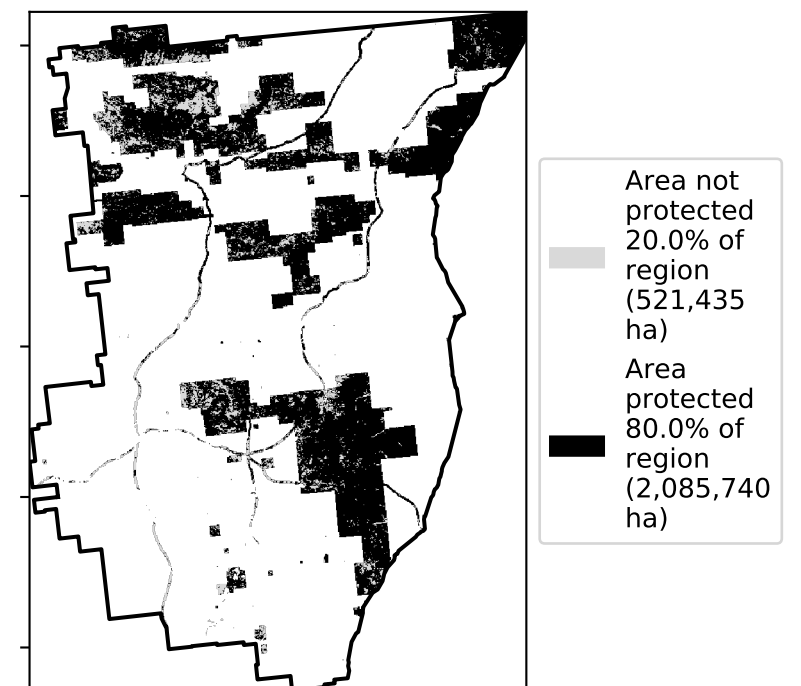 Area not
protected
20.0% of
region
(521,435
ha)
Area
protected
80.0% of
region
(2,085,740
ha)